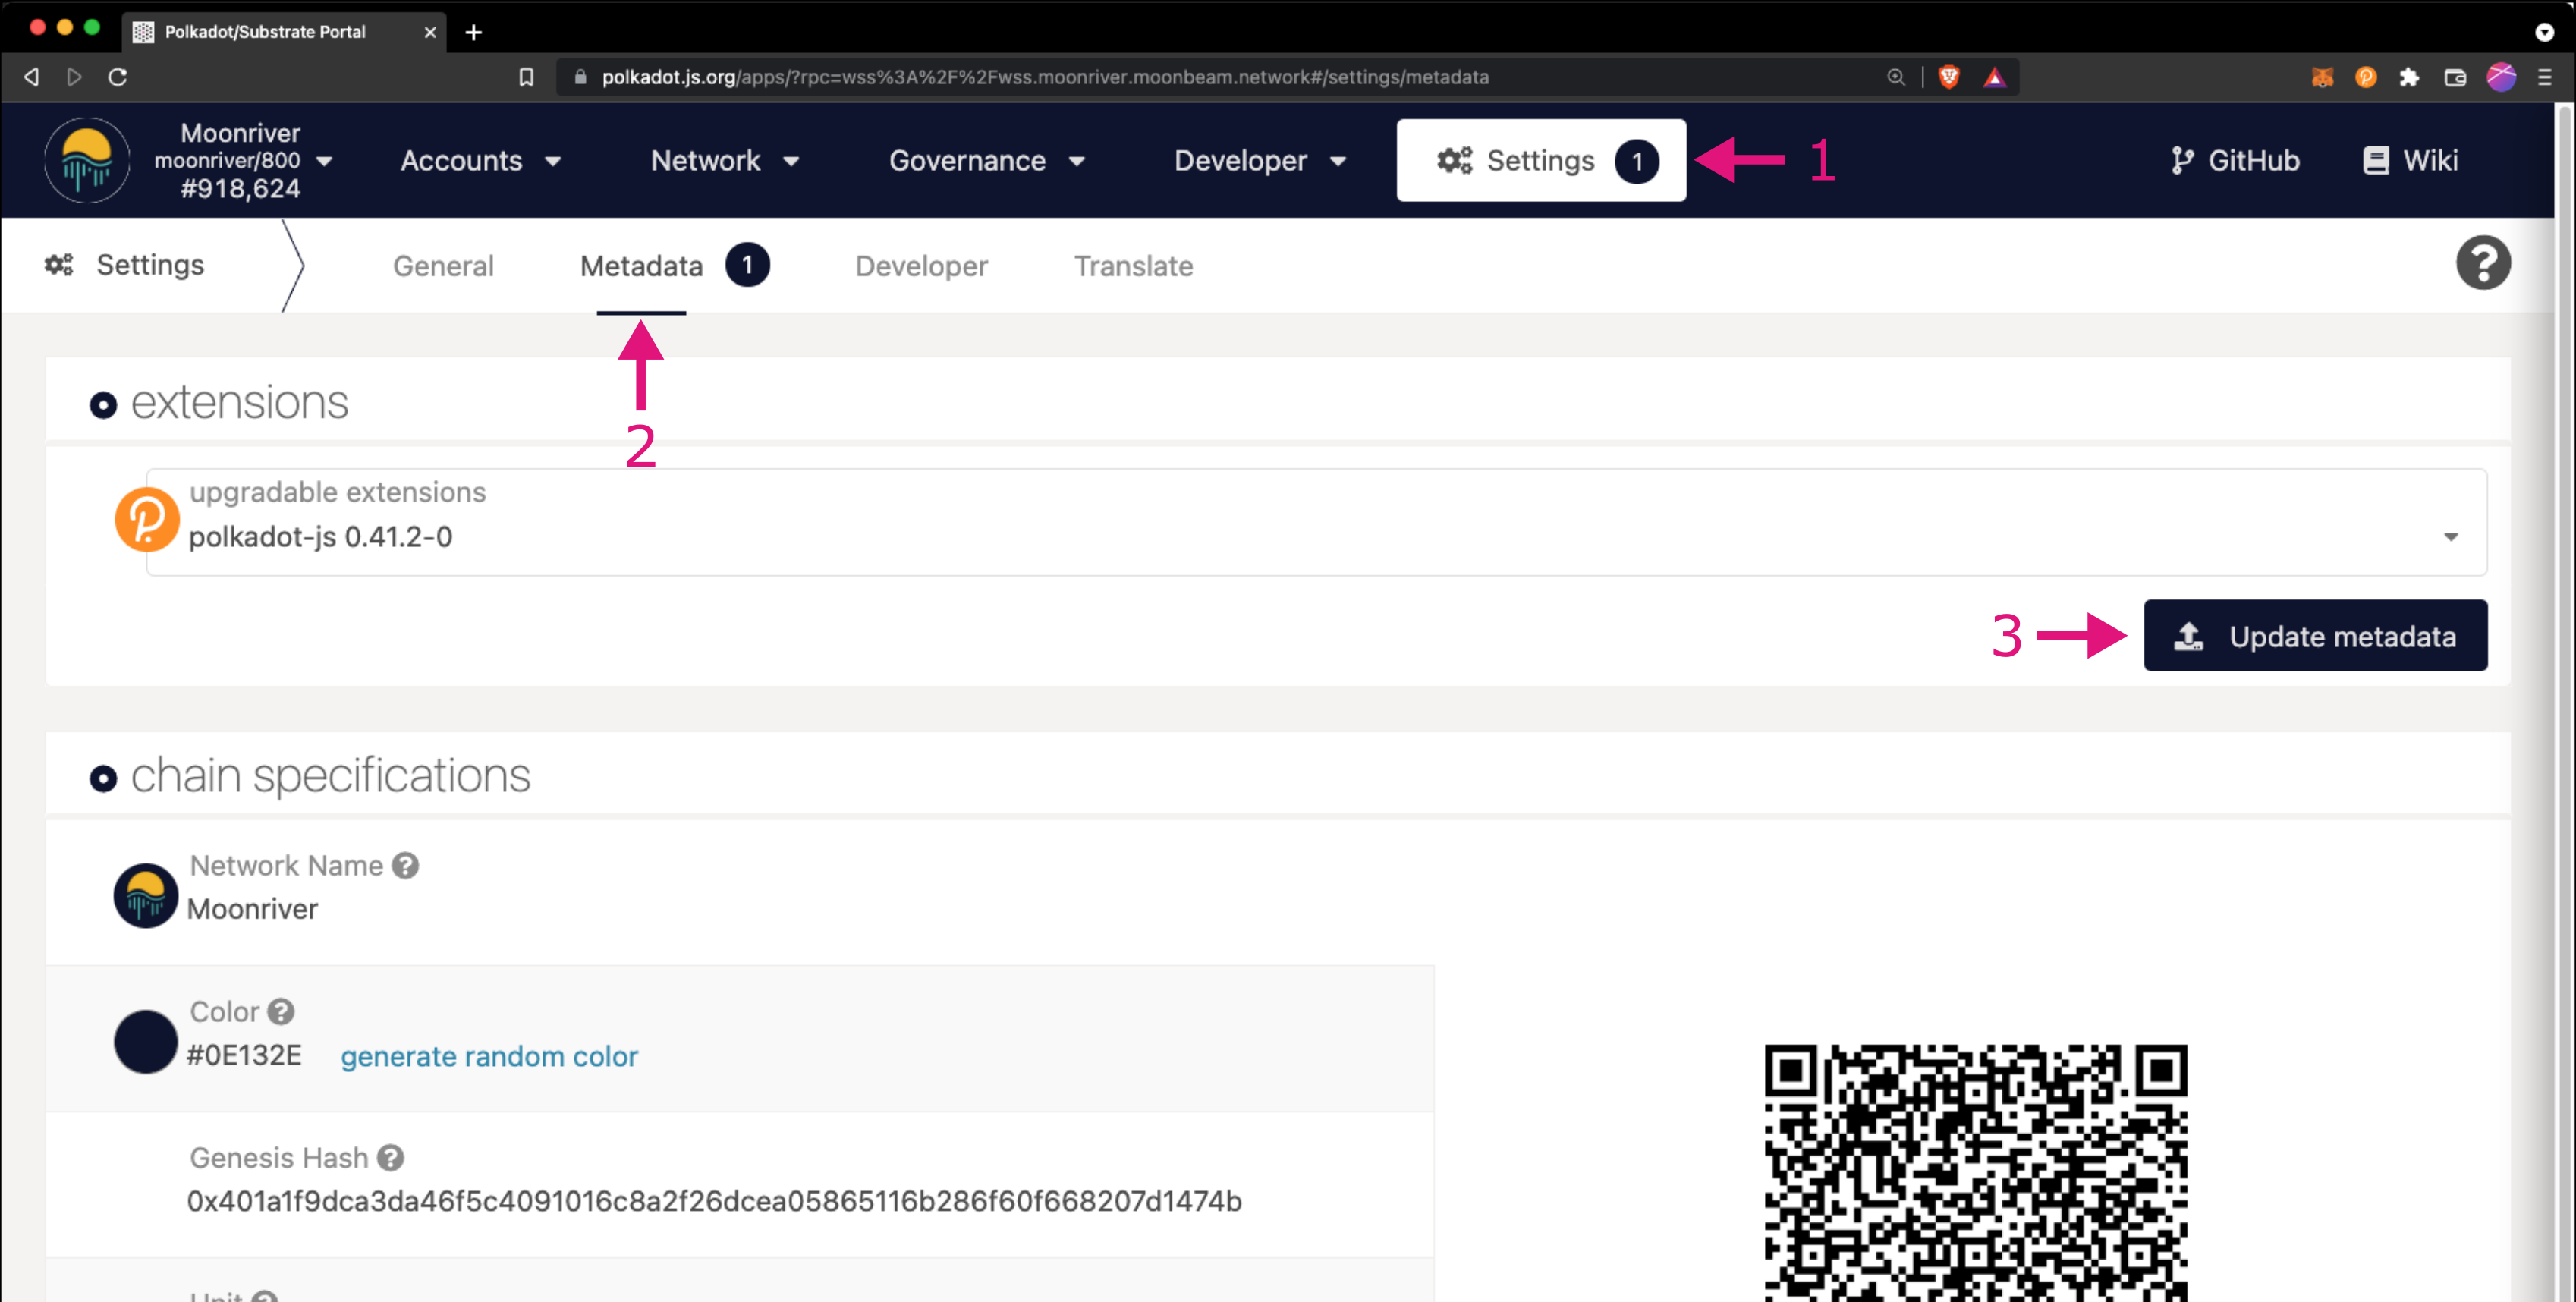 Polkadot/Substrate Portal
polkadot.js.org/apps/?rpc=wss%3A%2F%2Fwss.moonriver.moonbeam.network#/settings/metadata
Moonriver
moonriver/800
#918,624
Accounts
Network
Governance
Developer
Settings 1
1
GitHub
Wiki
Settings
General
Metadata 1
Developer
Translate
?
2
extensions
upgradable extensions
polkadot-js 0.41.2-0
3
Update metadata
chain specifications
Network Name ?
Moonriver
Color ?
#0E132E generate random color
Genesis Hash ?
0x401a1f9dca3da46f5c4091016c8a2f26dcea05865116b286f60f668207d1474b
Unit ?